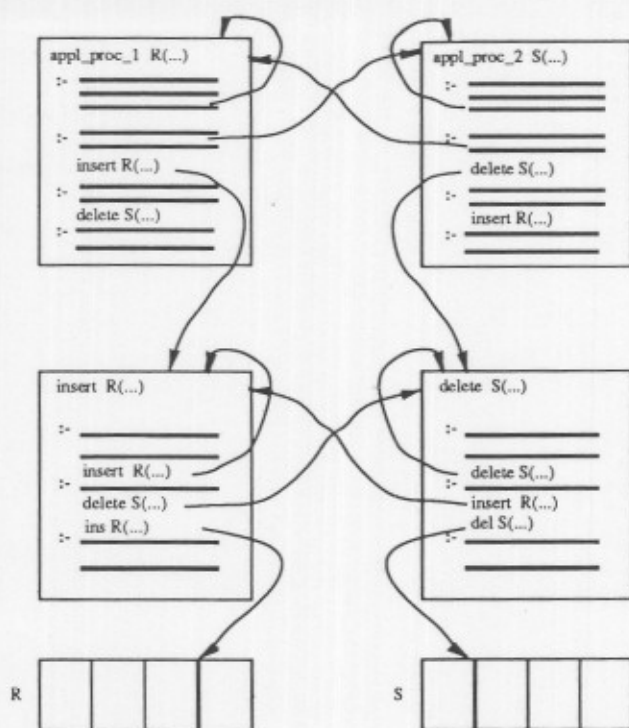 appl_proc_1 R(...)
:-
:-
insert R(...)
:-
delete S(...)
:-
appl_proc_2 S(...)
:-
:-
delete S(...)
:-
insert R(...)
:-
insert R(...)
:-
insert R(...)
:-
delete S(...)
ins R(...)
:-
delete S(...)
:-
delete S(...)
:-
insert R(...)
del S(...)
:-
R
S